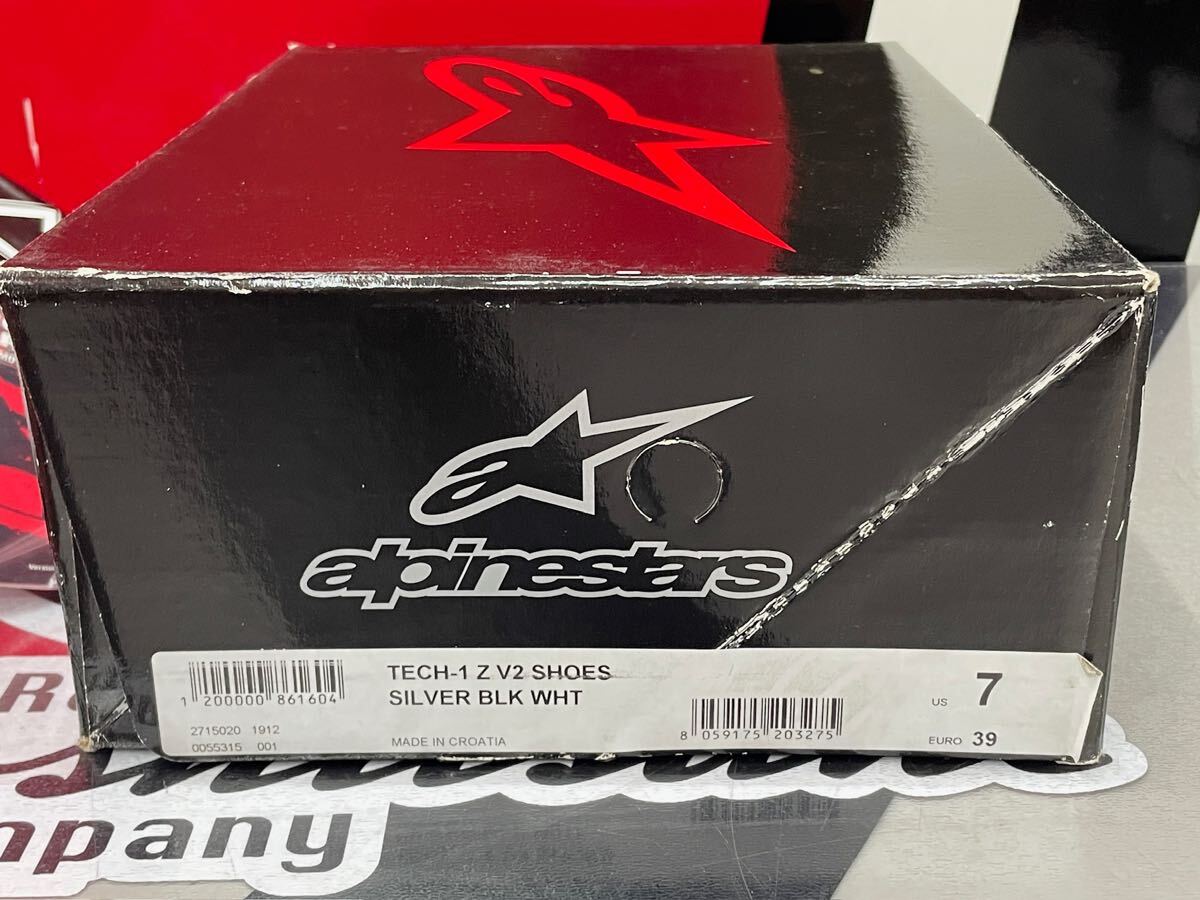 alpinestars
TECH-1 Z V2 SHOES
SILVER BLK WHT
1 200000 861604
2715020 1912
0055315 001
MADE IN CROATIA
8 059175 203275
US 7
EURO 39
mpany